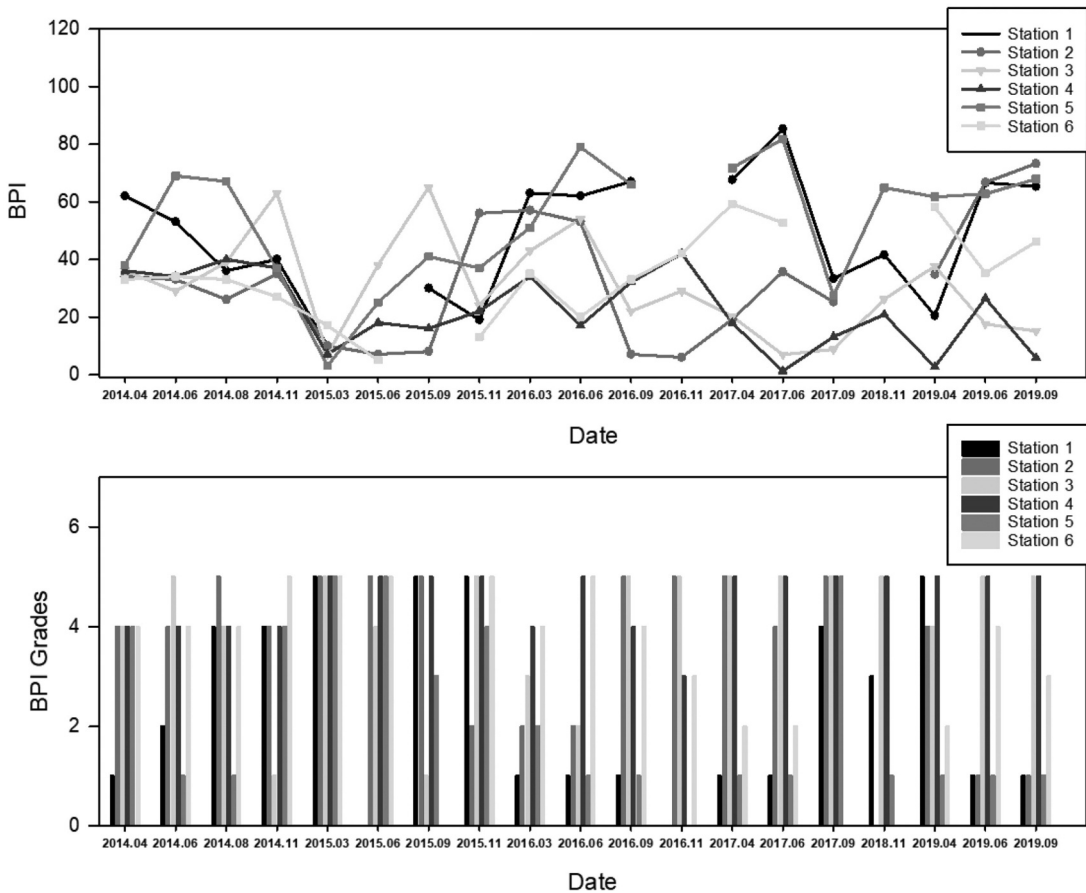 120
100
80
60
40
20
0
BPI
Station 1
Station 2
Station 3
Station 4
Station 5
Station 6
2014.04 2014.06 2014.08 2014.11 2015.03 2015.06 2015.09 2015.11 2016.03 2016.06 2016.09 2016.11 2017.04 2017.06 2017.09 2018.11 2019.04 2019.06 2019.09
Date
6
4
2
0
BPI Grades
Station 1
Station 2
Station 3
Station 4
Station 5
Station 6
2014.04 2014.06 2014.08 2014.11 2015.03 2015.06 2015.09 2015.11 2016.03 2016.06 2016.09 2016.11 2017.04 2017.06 2017.09 2018.11 2019.04 2019.06 2019.09
Date